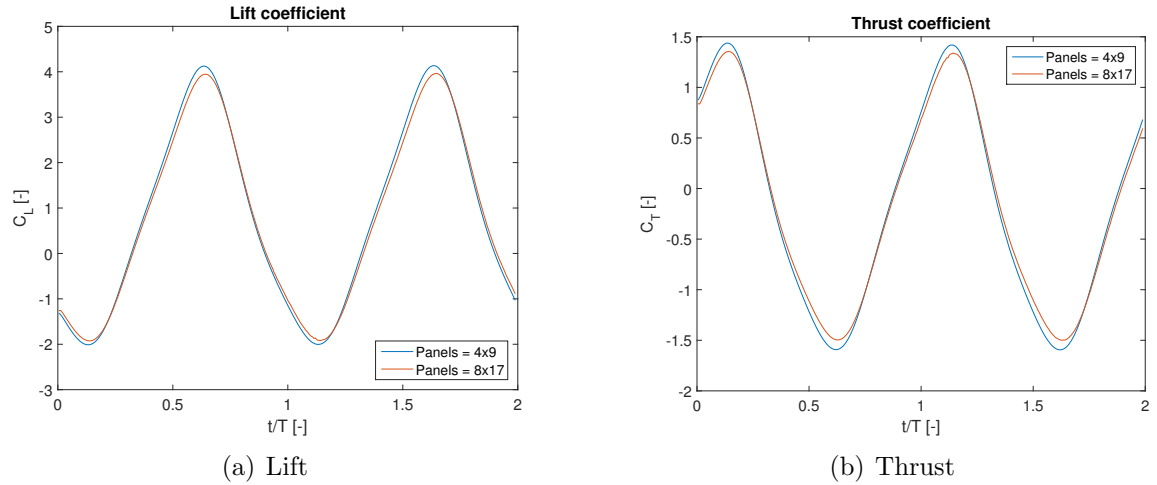 Lift coefficient
5
4
3
2
1
0
-1
-2
-3
C_L [-]
0
0.5
1
1.5
2
t/T [-]
Panels = 4x9
Panels = 8x17
(a) Lift
Thrust coefficient
1.5
1
0.5
0
-0.5
-1
-1.5
-2
C_T [-]
0
0.5
1
1.5
2
t/T [-]
Panels = 4x9
Panels = 8x17
(b) Thrust